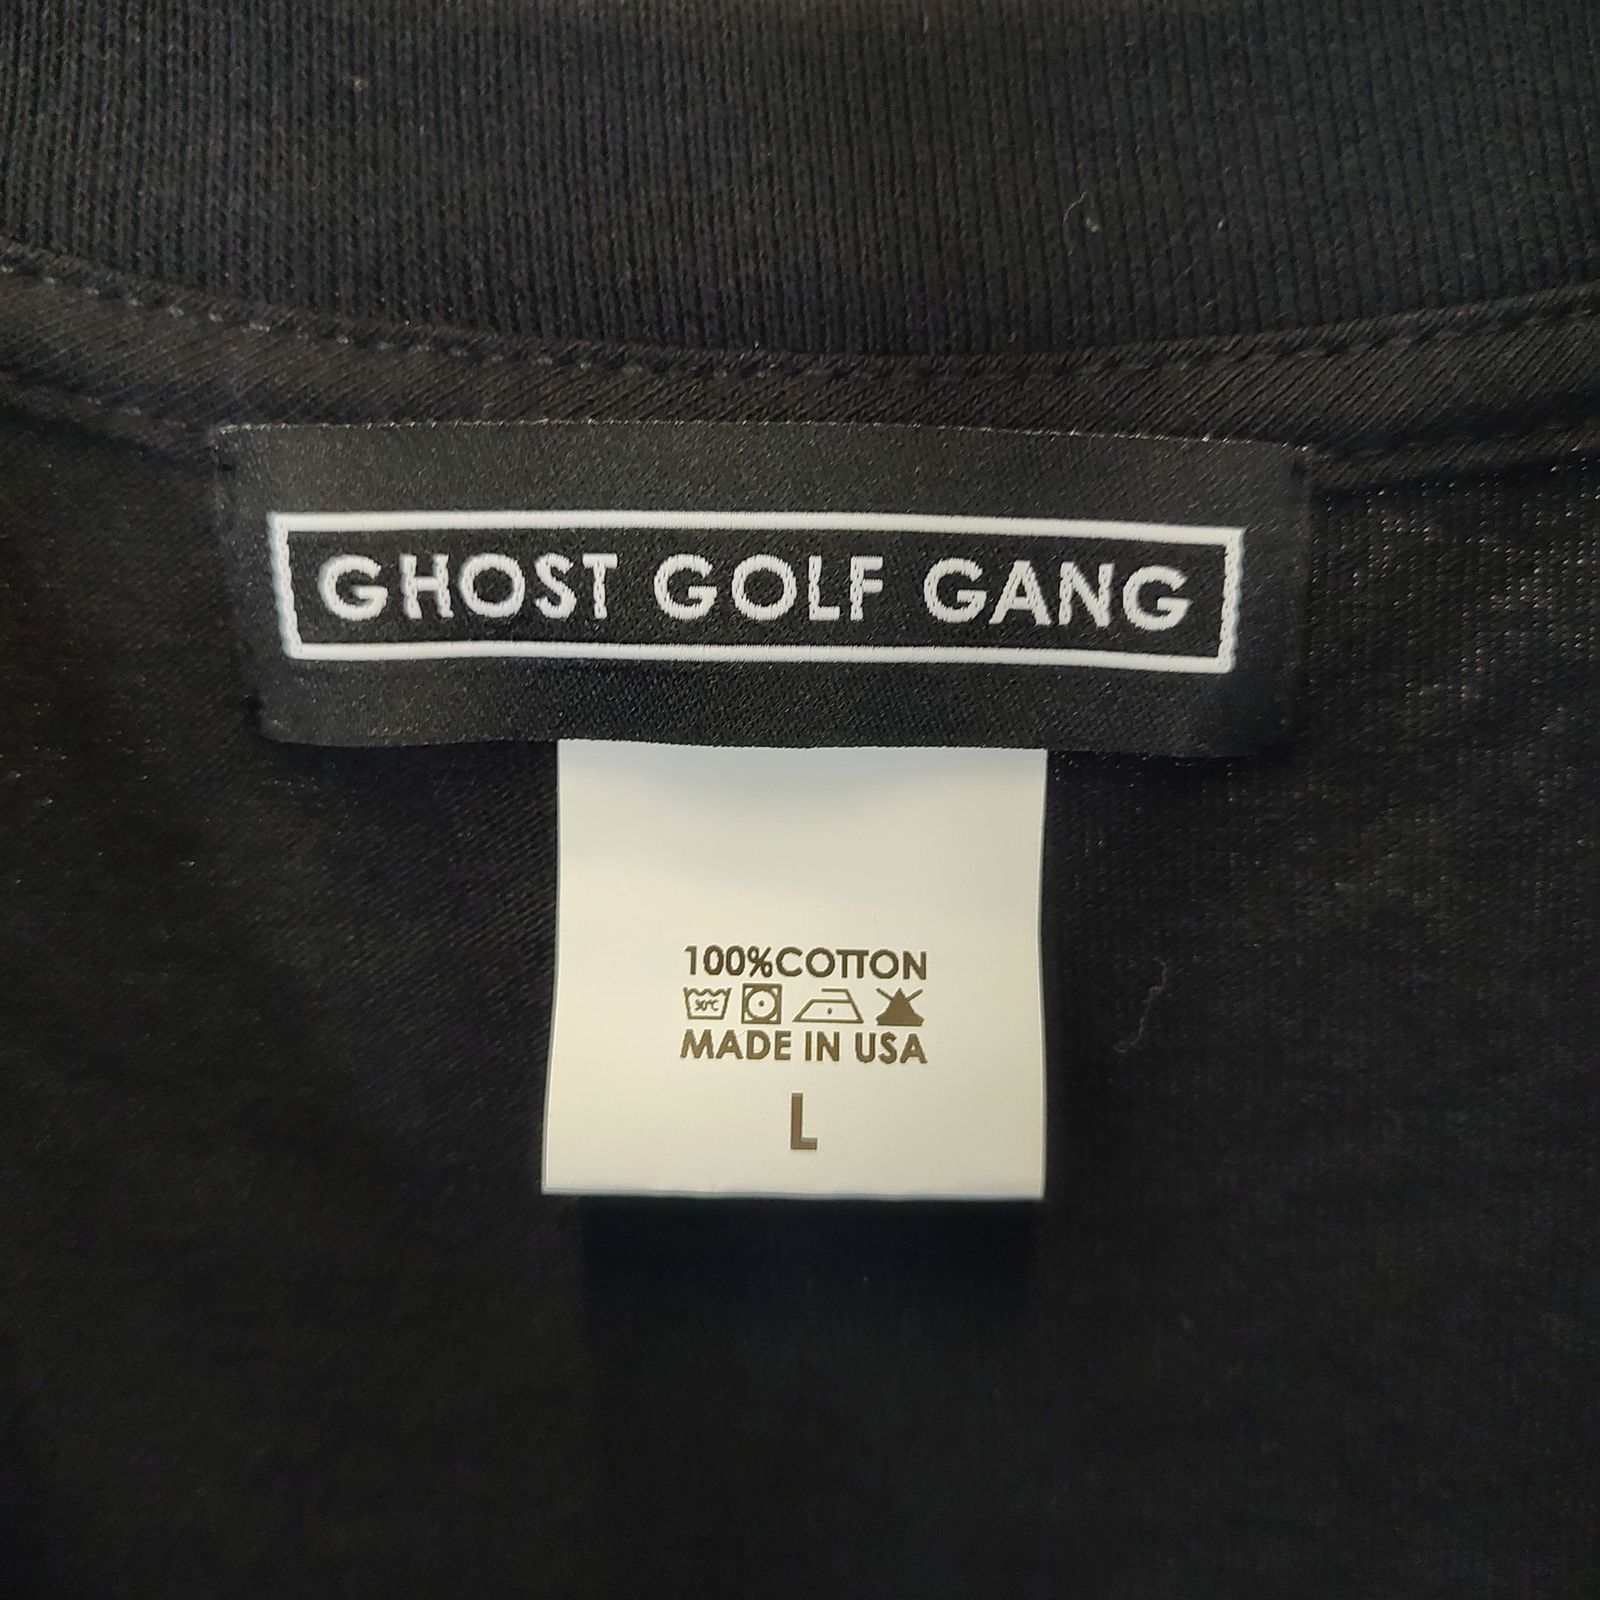 GHOST GOLF GANG
100%COTTON
30°C
MADE IN USA
L